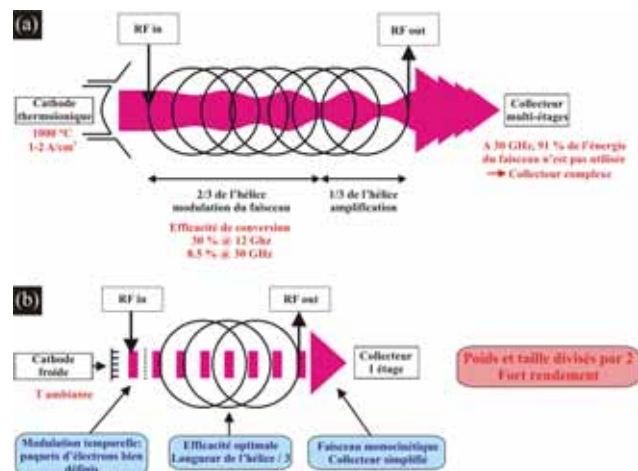 (a)
RF in
RF out
Cathode
thermoionique
1000 °C
1-2 A/cm²
Collecteur
multi-étages
A 30 GHz, 91 % de l'énergie
du faisceau n'est pas utilisée
→ Collecteur complexe
2/3 de l'hélice
modulation du faisceau
1/3 de l'hélice
amplification
Efficacité de conversion
30 % @ 12 Ghz
8.5 % @ 30 GHz
(b)
RF in
RF out
Cathode
froide
T ambiante
Collecteur
1 étage
Poids et taille divisés par 2
Fort rendement
Modulation temporelle:
paquets d'électrons bien
définis
Efficacité optimale
Longueur de l'hélice / 3
Faisceau monocinétique
Collecteur simplifié